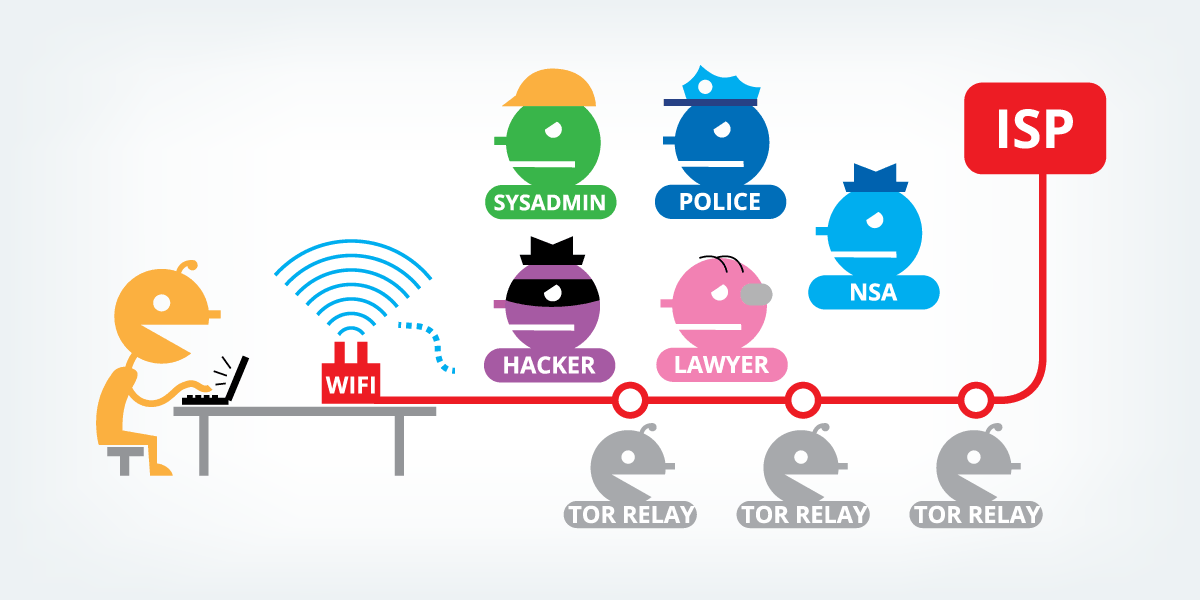 SYSADMIN
POLICE
ISP
NSA
HACKER
LAWYER
WIFI
TOR RELAY
TOR RELAY
TOR RELAY